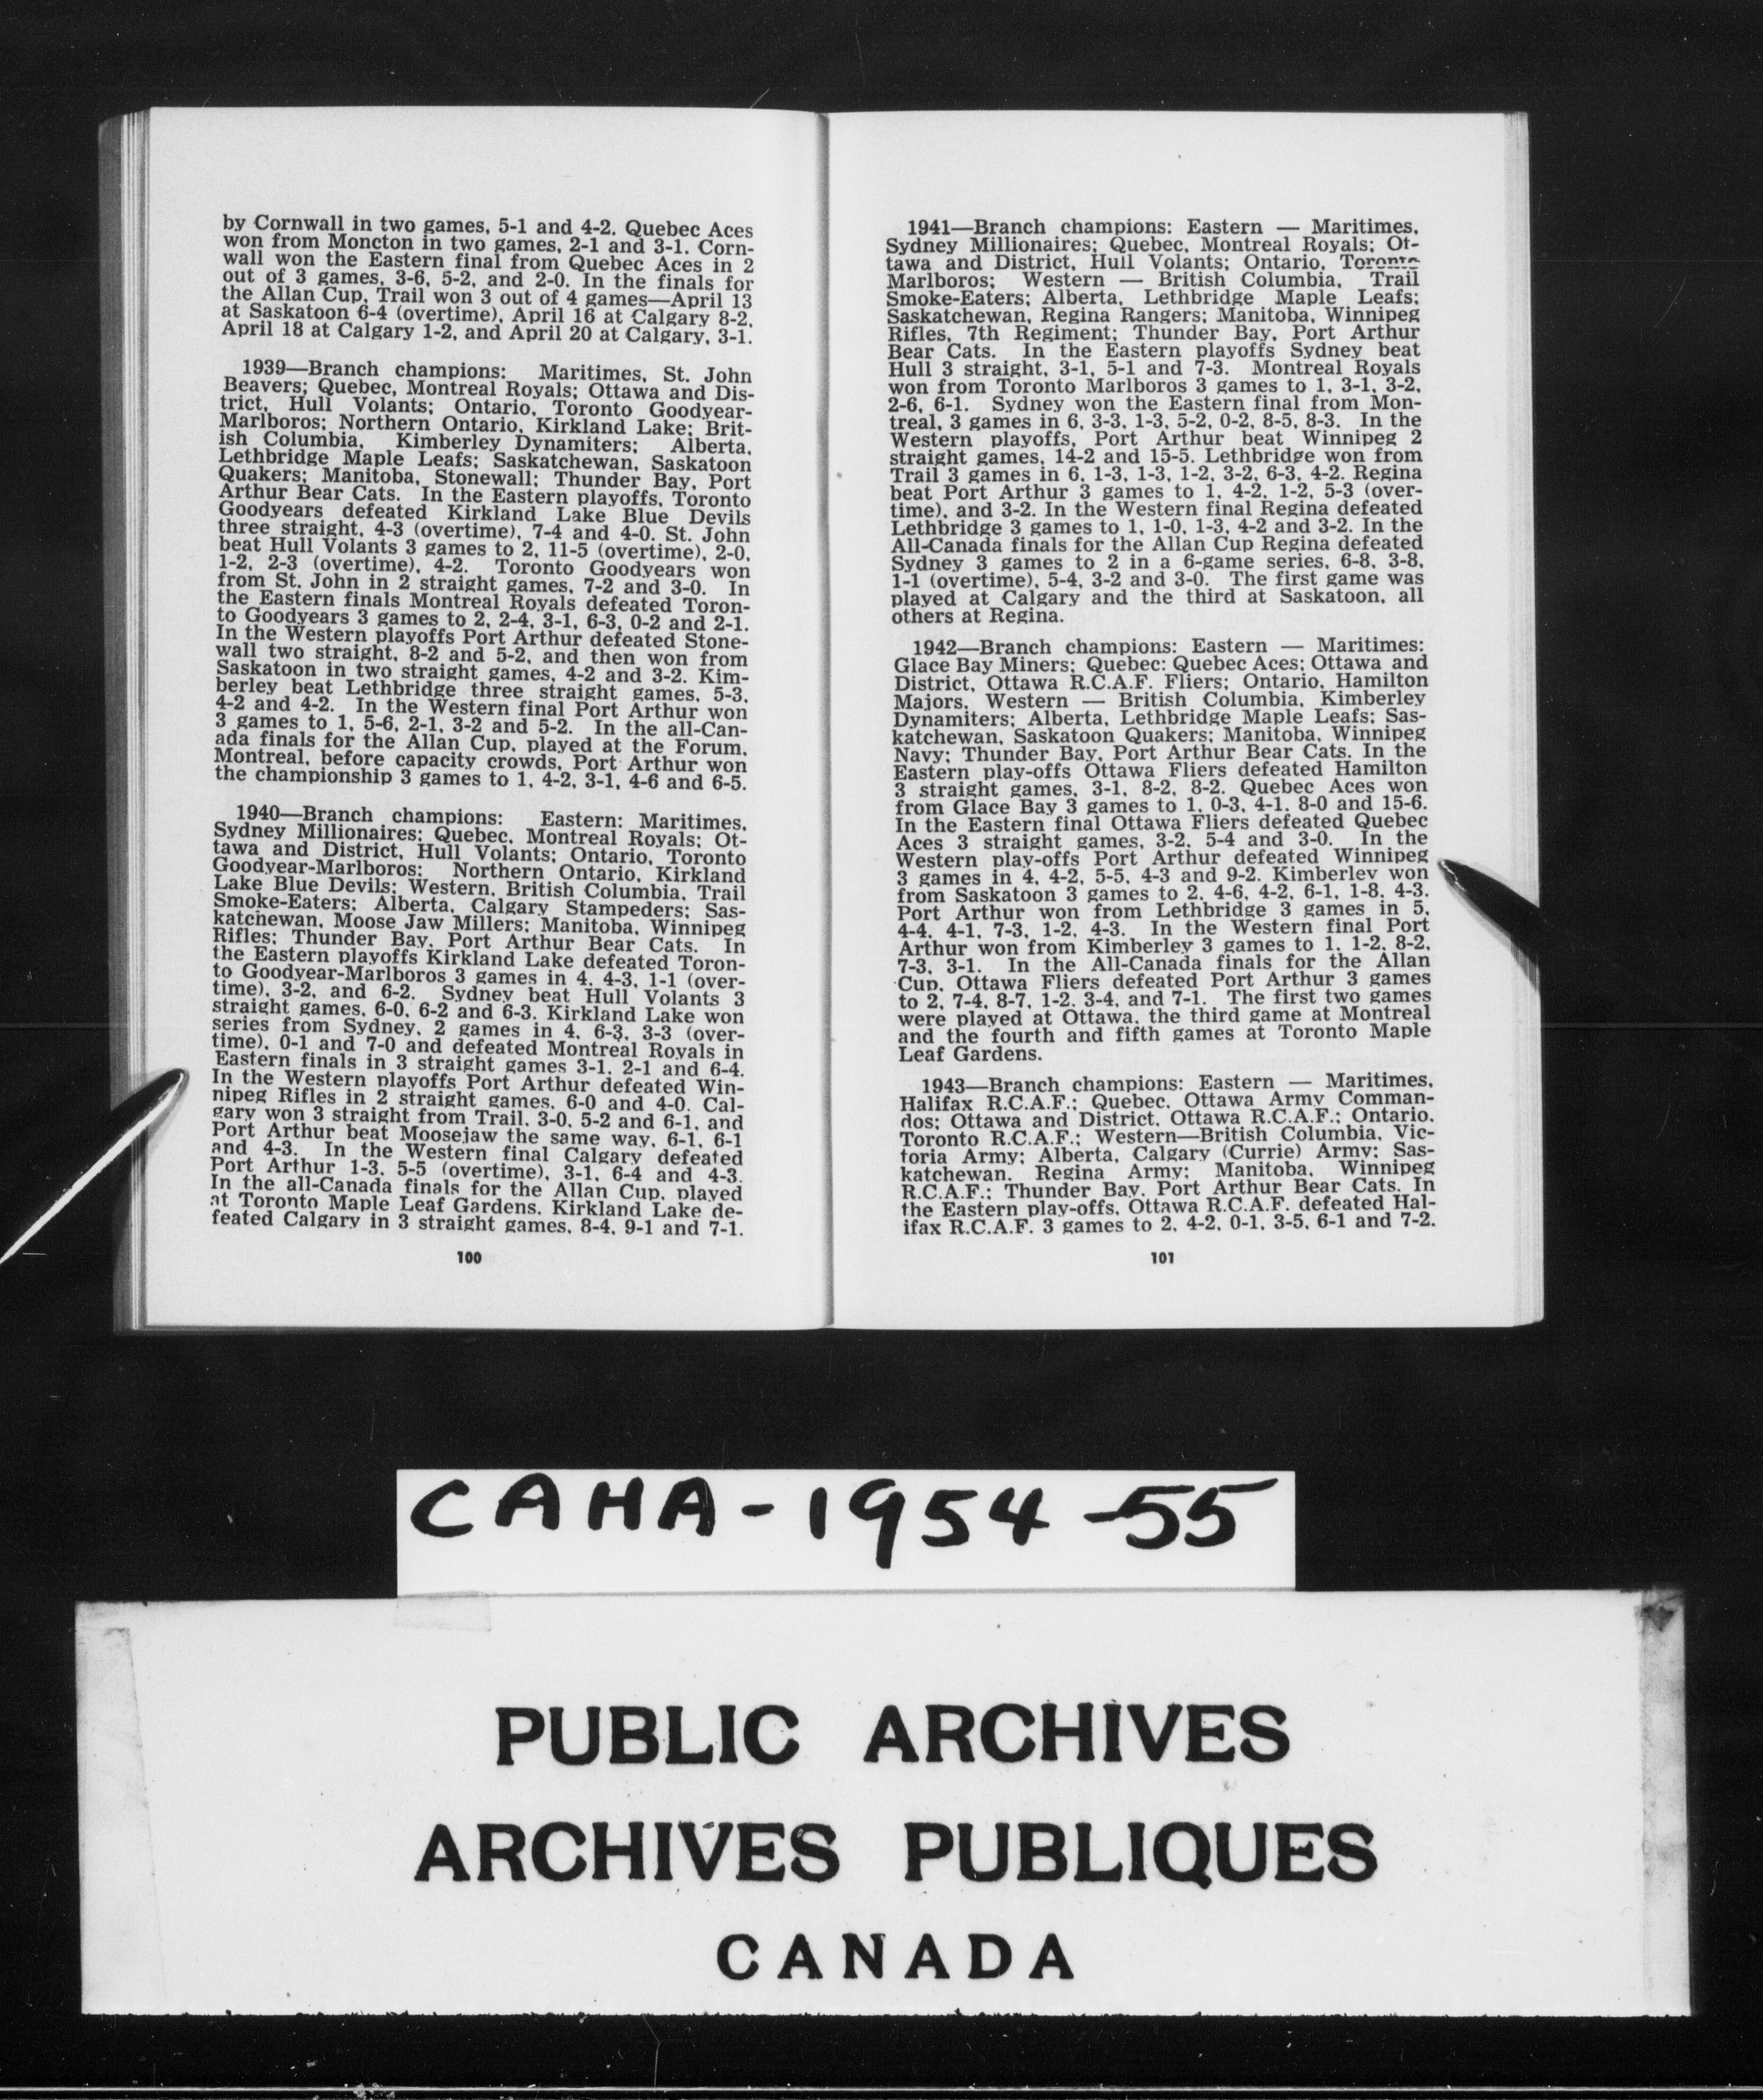 by Cornwall in two games, 5-1 and 4-2. Quebec Aces
won from Moncton in two games, 2-1 and 3-1. Corn-
wall won the Eastern final from Quebec Aces in 2
out of 3 games, 3-6, 5-2, and 2-0. In the finals for
the Allan Cup, Trail won 3 out of 4 games—April 13
at Saskatoon 6-4 (overtime), April 16 at Calgary 8-2,
April 18 at Calgary 1-2, and April 20 at Calgary, 3-1.
1939—Branch champions: Maritimes, St. John
Beavers; Quebec, Montreal Royals; Ottawa and Dis-
trict, Hull Volants; Ontario, Toronto Goodyear-
Marlboros; Northern Ontario, Kirkland Lake; Brit-
ish Columbia, Kimberley Dynamiters; Alberta,
Lethbridge Maple Leafs; Saskatchewan, Saskatoon
Quakers; Manitoba, Stonewall; Thunder Bay, Port
Arthur Bear Cats. In the Eastern playoffs, Toronto
Goodyears defeated Kirkland Lake Blue Devils
three straight, 4-3 (overtime), 7-4 and 4-0. St. John
beat Hull Volants 3 games to 2, 11-5 (overtime), 2-0,
1-2, 2-3 (overtime), 4-2. Toronto Goodyears won
from St. John in 2 straight games, 7-2 and 3-0. In
the Eastern finals Montreal Royals defeated Toron-
to Goodyears 3 games to 2, 2-4, 3-1, 6-3, 0-2 and 2-1.
In the Western playoffs Port Arthur defeated Stone-
wall two straight, 8-2 and 5-2, and then won from
Saskatoon in two straight games, 4-2 and 3-2. Kim-
berley beat Lethbridge three straight games, 5-3,
4-2 and 4-2. In the Western final Port Arthur won
3 games to 1, 5-6, 2-1, 3-2 and 5-2. In the all-Can-
ada finals for the Allan Cup, played at the Forum,
Montreal, before capacity crowds, Port Arthur won
the championship 3 games to 1, 4-2, 3-1, 4-6 and 6-5.
1940—Branch champions: Eastern: Maritimes,
Sydney Millionaires; Quebec, Montreal Royals; Ot-
tawa and District, Hull Volants; Ontario, Toronto
Goodyear-Marlboros; Northern Ontario, Kirkland
Lake Blue Devils; Western, British Columbia, Trail
Smoke-Eaters; Alberta, Calgary Stampeders; Sas-
katchewan, Moose Jaw Millers; Manitoba, Winnipeg
Rifles; Thunder Bay, Port Arthur Bear Cats. In
the Eastern playoffs Kirkland Lake defeated Toron-
to Goodyear-Marlboros 3 games in 4, 4-3, 1-1 (over-
time), 3-2, and 6-2. Sydney beat Hull Volants 3
straight games, 6-0, 6-2 and 6-3. Kirkland Lake won
series from Sydney, 2 games in 4, 6-3, 3-3 (over-
time), 0-1 and 7-0 and defeated Montreal Royals in
Eastern finals in 3 straight games 3-1, 2-1 and 6-4.
In the Western playoffs Port Arthur defeated Win-
nipeg Rifles in 2 straight games, 6-0 and 4-0. Cal-
gary won 3 straight from Trail, 3-0, 5-2 and 6-1, and
Port Arthur beat Moosejaw the same way, 6-1, 6-1
and 4-3. In the Western final Calgary defeated
Port Arthur 1-3, 5-5 (overtime), 3-1, 6-4 and 4-3.
In the all-Canada finals for the Allan Cup, played
at Toronto Maple Leaf Gardens, Kirkland Lake de-
feated Calgary in 3 straight games, 8-4, 9-1 and 7-1.
100
1941—Branch champions: Eastern — Maritimes,
Sydney Millionaires; Quebec, Montreal Royals; Ot-
tawa and District, Hull Volants; Ontario, Toronto
Marlboros; Western — British Columbia, Trail
Smoke-Eaters; Alberta, Lethbridge Maple Leafs;
Saskatchewan, Regina Rangers; Manitoba, Winnipeg
Rifles, 7th Regiment; Thunder Bay, Port Arthur
Bear Cats. In the Eastern playoffs Sydney beat
Hull 3 straight, 3-1, 5-1 and 7-3. Montreal Royals
won from Toronto Marlboros 3 games to 1, 3-1, 3-2,
2-6, 6-1. Sydney won the Eastern final from Mon-
treal, 3 games in 6, 3-3, 1-3, 5-2, 0-2, 8-5, 8-3. In the
Western playoffs, Port Arthur beat Winnipeg 2
straight games, 14-2 and 15-5. Lethbridge won from
Trail 3 games in 6, 1-3, 1-3, 1-2, 3-2, 6-3, 4-2. Regina
beat Port Arthur 3 games to 1, 4-2, 1-2, 5-3 (over-
time), and 3-2. In the Western final Regina defeated
Lethbridge 3 games to 1, 1-0, 1-3, 4-2 and 3-2. In the
All-Canada finals for the Allan Cup Regina defeated
Sydney 3 games to 2 in a 6-game series, 6-8, 3-8,
1-1 (overtime), 5-4, 3-2 and 3-0. The first game was
played at Calgary and the third at Saskatoon, all
others at Regina.
1942—Branch champions: Eastern — Maritimes:
Glace Bay Miners; Quebec: Quebec Aces; Ottawa and
District, Ottawa R.C.A.F. Fliers; Ontario, Hamilton
Majors, Western — British Columbia, Kimberley
Dynamiters; Alberta, Lethbridge Maple Leafs; Sas-
katchewan, Saskatoon Quakers; Manitoba, Winnipeg
Navy; Thunder Bay, Port Arthur Bear Cats. In the
Eastern play-offs Ottawa Fliers defeated Hamilton
3 straight games, 3-1, 8-2, 8-2. Quebec Aces won
from Glace Bay 3 games to 1, 0-3, 4-1, 8-0 and 15-6.
In the Eastern final Ottawa Fliers defeated Quebec
Aces 3 straight games, 3-2, 5-4 and 3-0. In the
Western play-offs Port Arthur defeated Winnipeg
3 games in 4, 4-2, 5-5, 4-3 and 9-2. Kimberley won
from Saskatoon 3 games to 2, 4-6, 4-2, 6-1, 1-8, 4-3.
Port Arthur won from Lethbridge 3 games in 5,
4-4, 4-1, 7-3, 1-2, 4-3. In the Western final Port
Arthur won from Kimberley 3 games to 1, 1-2, 8-2,
7-3, 3-1. In the All-Canada finals for the Allan
Cup, Ottawa Fliers defeated Port Arthur 3 games
to 2, 7-4, 8-7, 1-2, 3-4, and 7-1. The first two games
were played at Ottawa, the third game at Montreal
and the fourth and fifth games at Toronto Maple
Leaf Gardens.
1943—Branch champions: Eastern — Maritimes,
Halifax R.C.A.F.; Quebec, Ottawa Army Comman-
dos; Ottawa and District, Ottawa R.C.A.F.; Ontario,
Toronto R.C.A.F.; Western—British Columbia, Vic-
toria Army; Alberta, Calgary (Currie) Army; Sas-
katchewan, Regina Army; Manitoba, Winnipeg
R.C.A.F.; Thunder Bay, Port Arthur Bear Cats. In
the Eastern play-offs, Ottawa R.C.A.F. defeated Hal-
ifax R.C.A.F. 3 games to 2, 4-2, 0-1, 3-5, 6-1 and 7-2.
101
CAHA-1954-55
PUBLIC ARCHIVES
ARCHIVES PUBLIQUES
CANADA